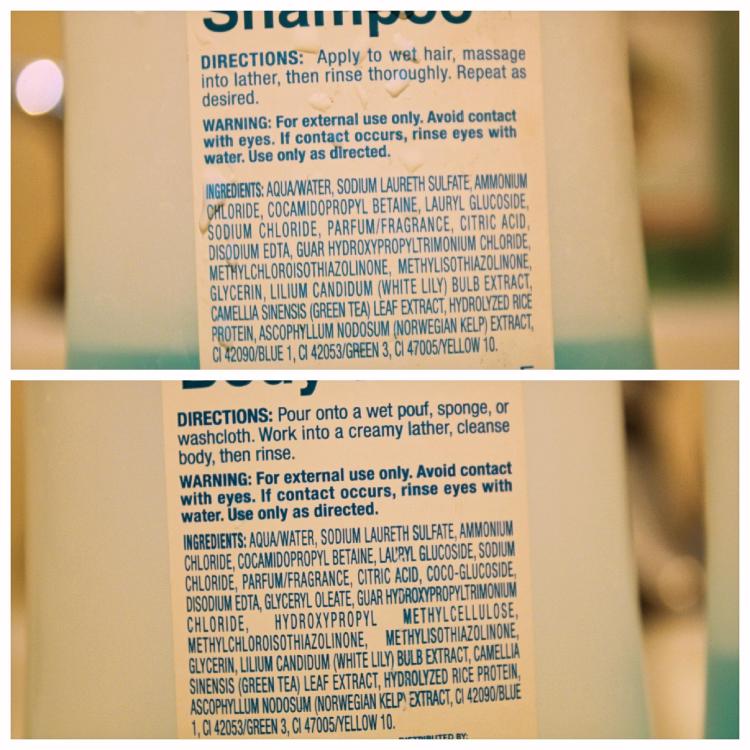 Shampoo
DIRECTIONS: Apply to wet hair, massage
into lather, then rinse thoroughly. Repeat as
desired.
WARNING: For external use only. Avoid contact
with eyes. If contact occurs, rinse eyes with
water. Use only as directed.
INGREDIENTS: AQUA/WATER, SODIUM LAURETH SULFATE, AMMONIUM
CHLORIDE, COCAMIDOPROPYL BETAINE, LAURYL GLUCOSIDE,
SODIUM CHLORIDE, PARFUM/FRAGRANCE, CITRIC ACID,
DISODIUM EDTA, GUAR HYDROXYPROPYLTRIMONIUM CHLORIDE,
METHYLCHLOROISOTHIAZOLINONE, METHYLISOTHIAZOLINONE,
GLYCERIN, LILIUM CANDIDUM (WHITE LILY) BULB EXTRACT,
CAMELLIA SINENSIS (GREEN TEA) LEAF EXTRACT, HYDROLYZED RICE
PROTEIN, ASCOPHYLLUM NODOSUM (NORWEGIAN KELP) EXTRACT,
CI 42090/BLUE 1, CI 42053/GREEN 3, CI 47005/YELLOW 10.
Body
DIRECTIONS: Pour onto a wet pouf, sponge, or
washcloth. Work into a creamy lather, cleanse
body, then rinse.
WARNING: For external use only. Avoid contact
with eyes. If contact occurs, rinse eyes with
water. Use only as directed.
INGREDIENTS: AQUA/WATER, SODIUM LAURETH SULFATE, AMMONIUM
CHLORIDE, COCAMIDOPROPYL BETAINE, LAURYL GLUCOSIDE, SODIUM
CHLORIDE, PARFUM/FRAGRANCE, CITRIC ACID, COCO-GLUCOSIDE,
DISODIUM EDTA, GLYCERYL OLEATE, GUAR HYDROXYPROPYLTRIMONIUM
CHLORIDE, HYDROXYPROPYL METHYLCELLULOSE,
METHYLCHLOROISOTHIAZOLINONE, METHYLISOTHIAZOLINONE,
GLYCERIN, LILIUM CANDIDUM (WHITE LILY) BULB EXTRACT, CAMELLIA
SINENSIS (GREEN TEA) LEAF EXTRACT, HYDROLYZED RICE PROTEIN,
ASCOPHYLLUM NODOSUM (NORWEGIAN KELP) EXTRACT, CI 42090/BLUE
1, CI 42053/GREEN 3, CI 47005/YELLOW 10.
DISTRIBUTED BY: